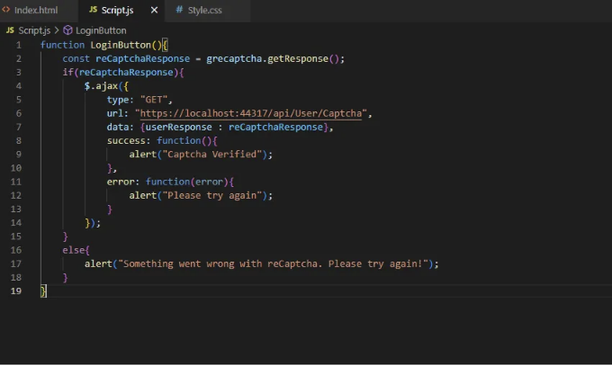 <> Index.html
JS Script.js ×
# Style.css
JS Script.js > LoginButton
1 function LoginButton(){
2     const reCaptchaResponse = grecaptcha.getResponse();
3     if(reCaptchaResponse){
4         $.ajax({
5             type: "GET",
6             url: "https://localhost:44317/api/User/Captcha",
7             data: {userResponse : reCaptchaResponse},
8             success: function(){
9                 alert("Captcha Verified");
10             },
11             error: function(error){
12                 alert("Please try again");
13             }
14         });
15     }
16     else{
17         alert("Something went wrong with reCaptcha. Please try again!");
18     }
19 }